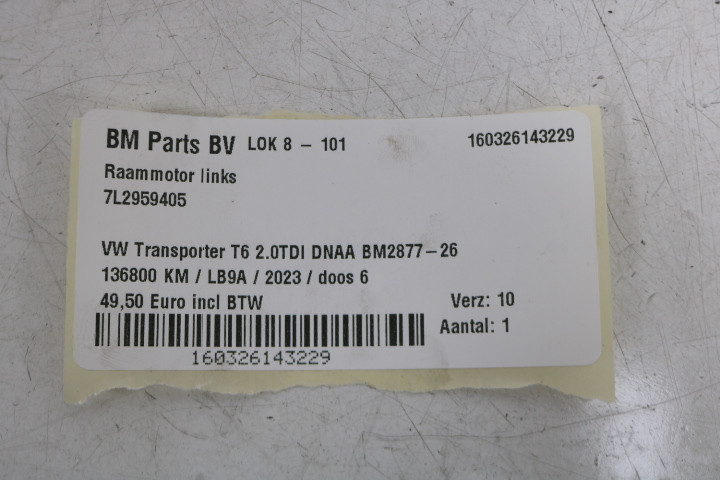 BM Parts BV LOK 8 - 101 160326143229
Raammotor links
7L2959405
VW Transporter T6 2.0TDI DNAA BM2877-26
136800 KM / LB9A / 2023 / doos 6
49,50 Euro incl BTW Verz: 10
Aantal: 1
160326143229